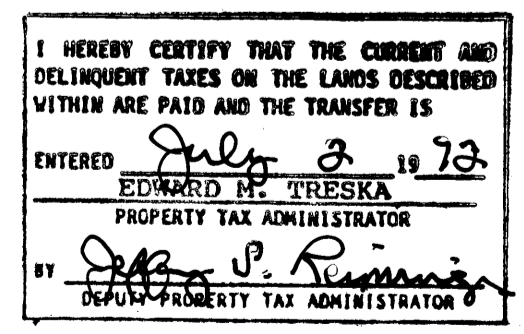 I HEREBY CERTIFY THAT THE CURRENT AND
DELINQUENT TAXES ON THE LANDS DESCRIBED
WITHIN ARE PAID AND THE TRANSFER IS
ENTERED July 2 1992
EDWARD M. TRESKA
PROPERTY TAX ADMINISTRATOR
BY S.
DEPUTY PROPERTY TAX ADMINISTRATOR